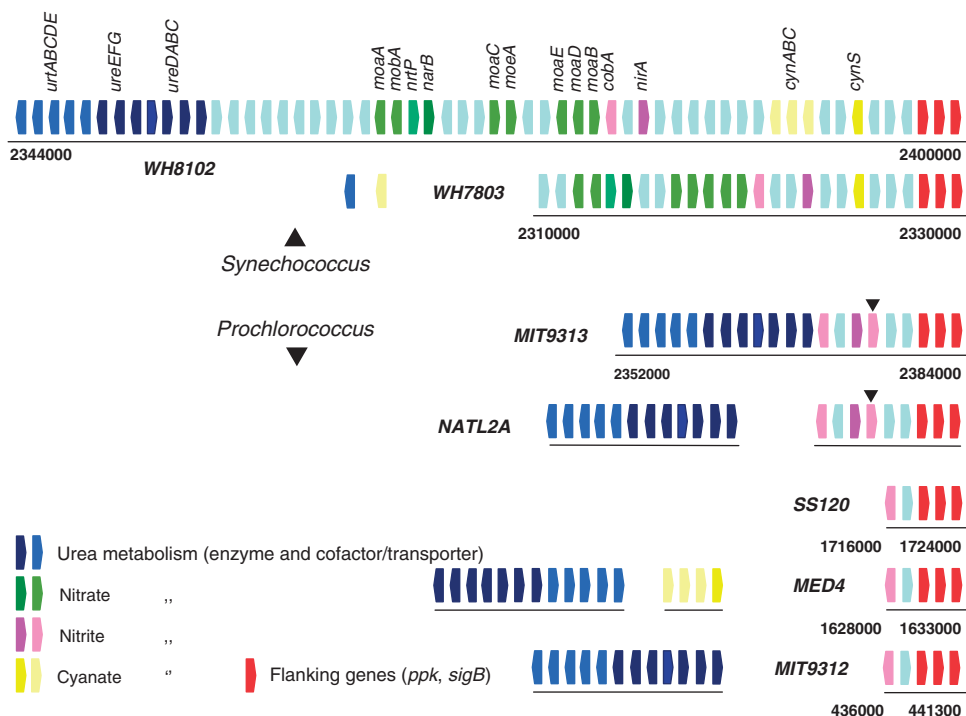 urtABCDE ureEFG ureDABC moaA mobA nrtP narB moaC moeA moaE moaD moaB cobA nirA cynABC cynS
2344000 2400000
WH8102
WH7803
2310000 2330000
Synechococcus
Prochlorococcus
MIT9313
2352000 2384000
NATL2A
SS120
1716000 1724000
Urea metabolism (enzyme and cofactor/transporter)
Nitrate ,,
MED4
1628000 1633000
Nitrite ,,
Cyanate “
Flanking genes (ppk, sigB)
MIT9312
436000 441300